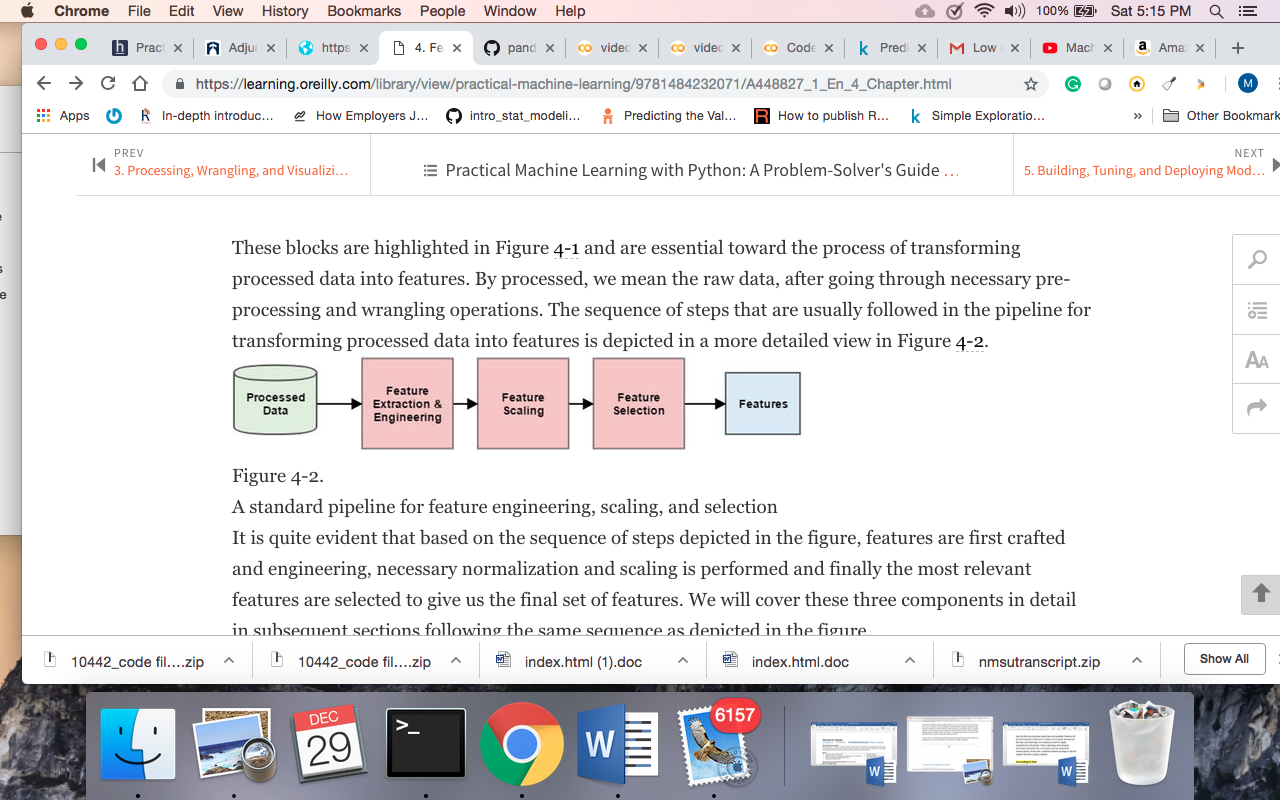 Chrome File Edit View History Bookmarks People Window Help 100% Sat 5:15 PM
Pract Adjur https 4. Fe pand videc videc Code Predi Low Mach Ama
https://learning.oreilly.com/library/view/practical-machine-learning/9781484232071/A448827_1_En_4_Chapter.html M
Apps In-depth introduc... How Employers J... intro_stat_modeli... Predicting the Val... How to publish R... Simple Exploratio... » Other Bookmark
PREV
3. Processing, Wrangling, and Visualizi...
Practical Machine Learning with Python: A Problem-Solver's Guide ...
NEXT
5. Building, Tuning, and Deploying Mod...
These blocks are highlighted in Figure 4-1 and are essential toward the process of transforming
processed data into features. By processed, we mean the raw data, after going through necessary pre-
processing and wrangling operations. The sequence of steps that are usually followed in the pipeline for
transforming processed data into features is depicted in a more detailed view in Figure 4-2.
Processed
Data
Feature
Extraction &
Engineering
Feature
Scaling
Feature
Selection
Features
Figure 4-2.
A standard pipeline for feature engineering, scaling, and selection
It is quite evident that based on the sequence of steps depicted in the figure, features are first crafted
and engineering, necessary normalization and scaling is performed and finally the most relevant
features are selected to give us the final set of features. We will cover these three components in detail
in subsequent sections following the same sequence as depicted in the figure.
AA
10442_code fil....zip 10442_code fil....zip index.html (1).doc index.html.doc nmsutranscript.zip Show All
DEC
29
>_
W
6157
W
W